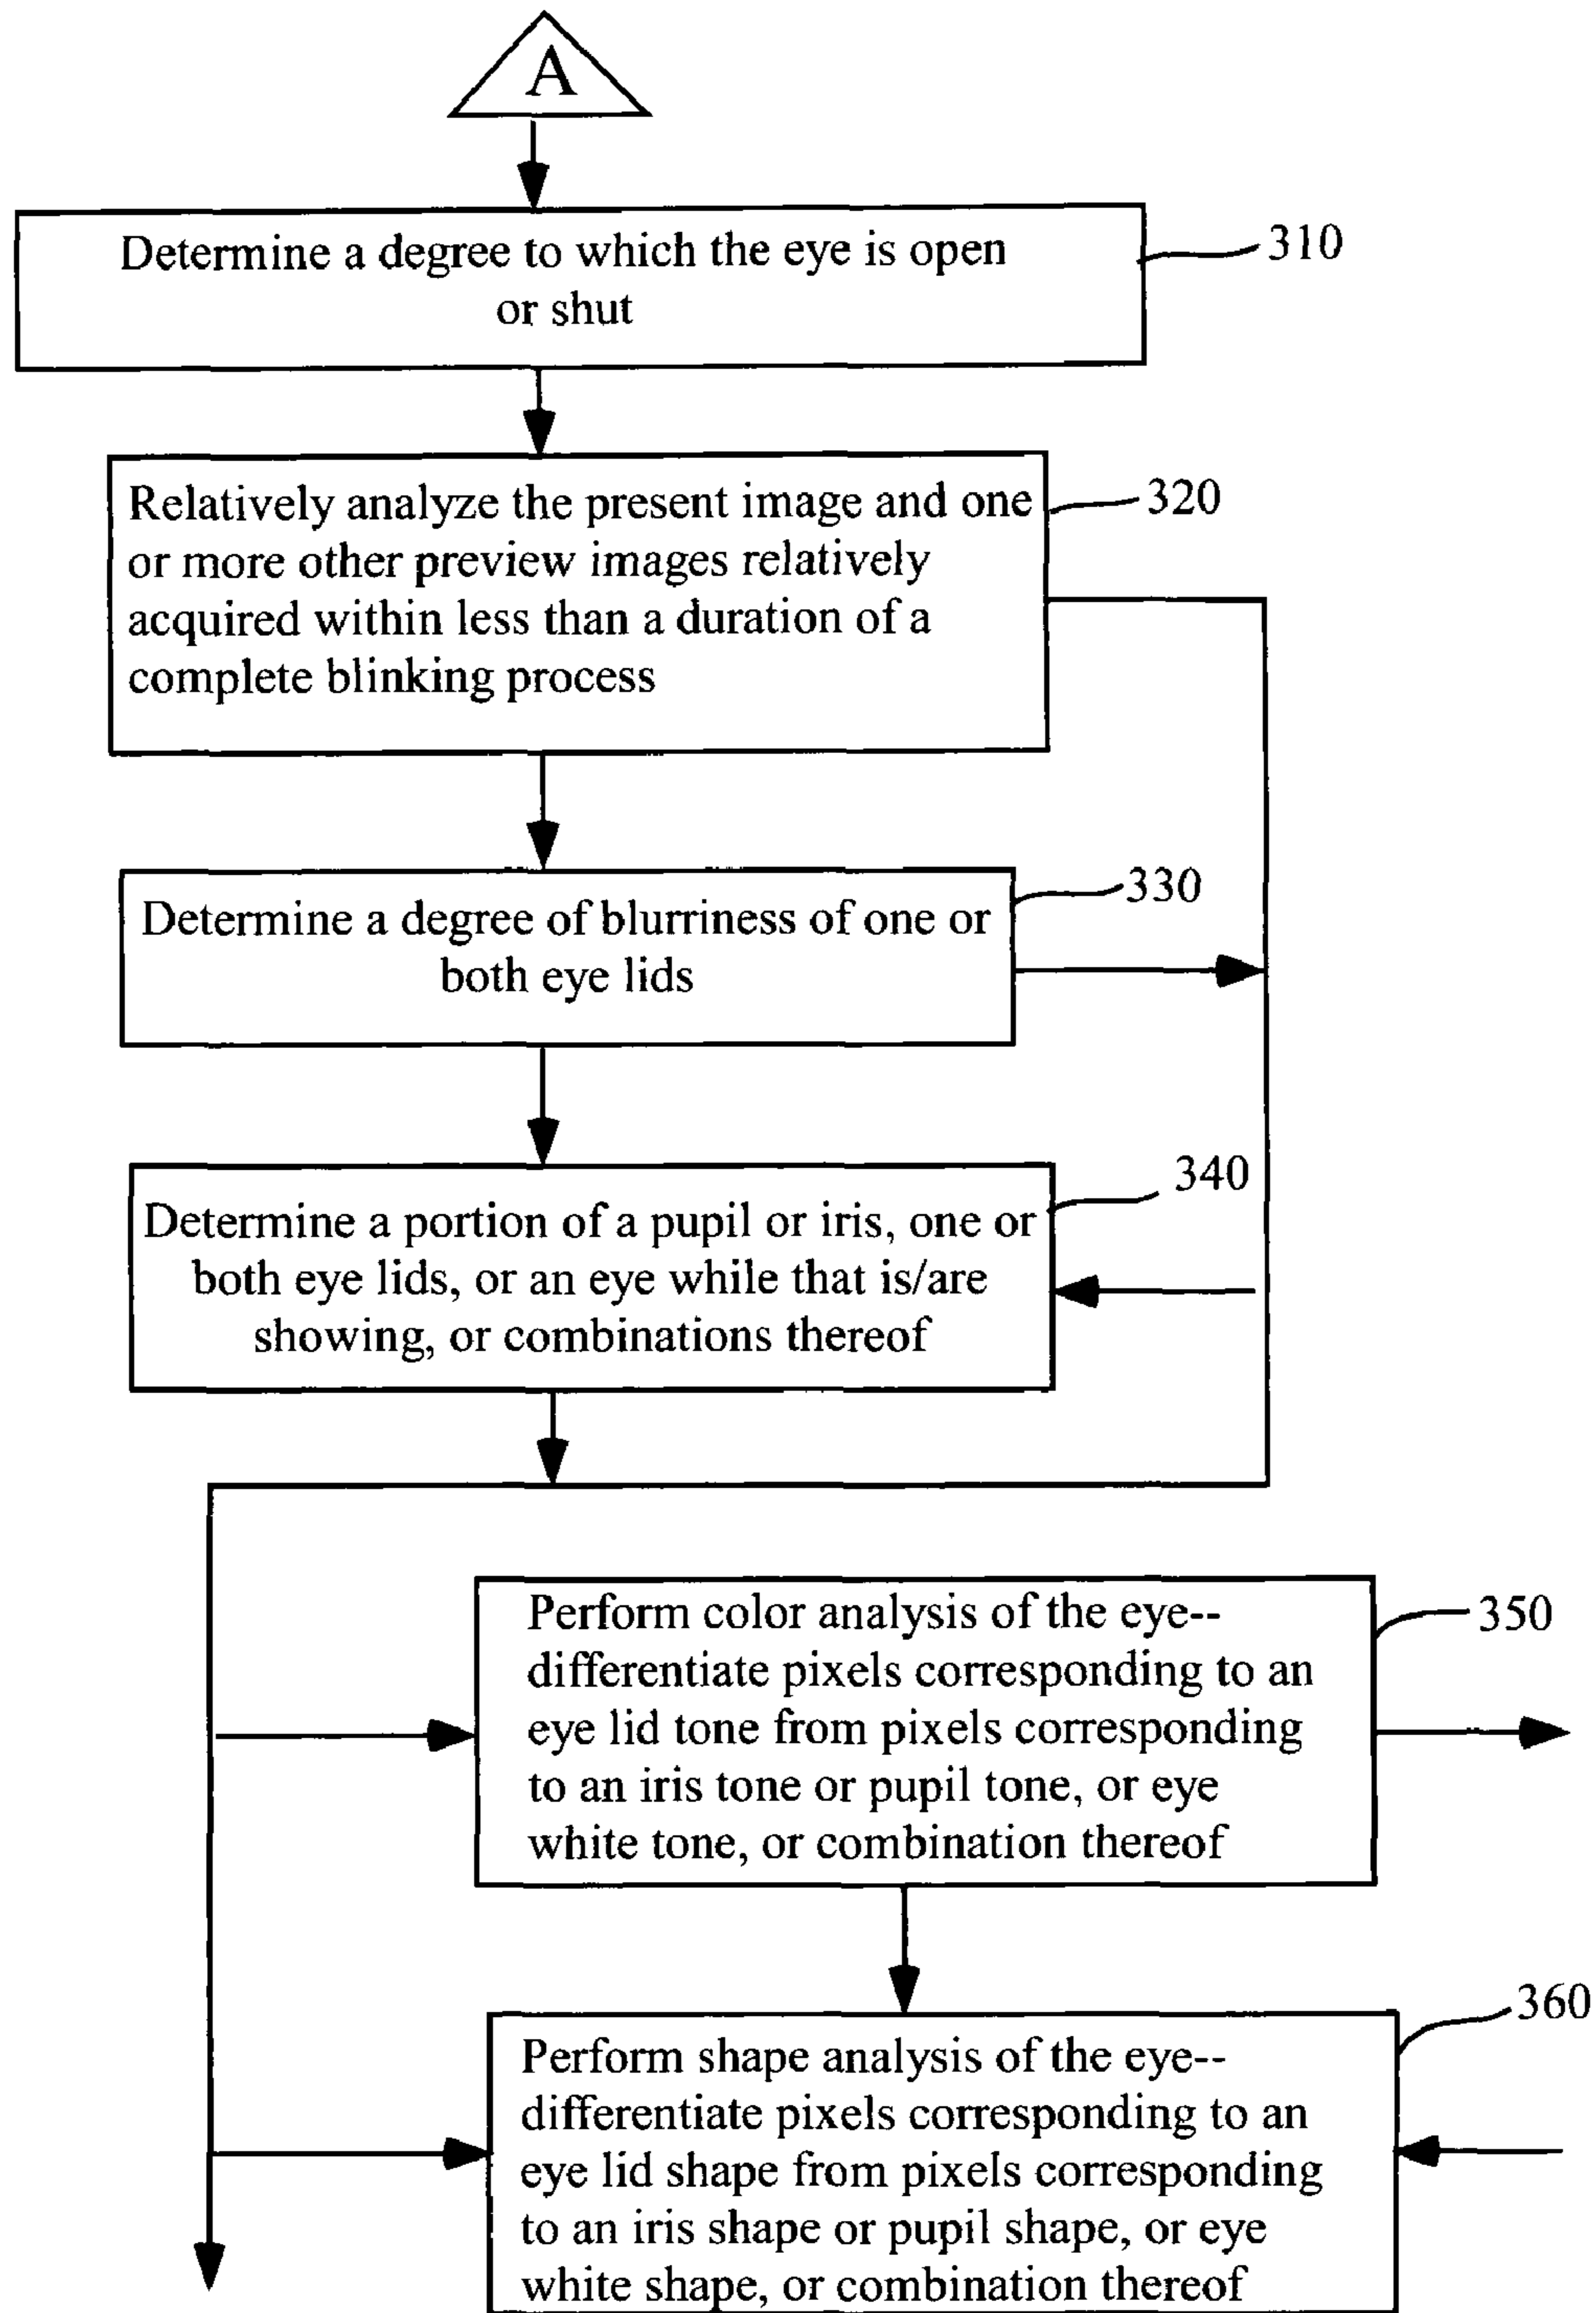 A
Determine a degree to which the eye is open
or shut
310
Relatively analyze the present image and one
or more other preview images relatively
acquired within less than a duration of a
complete blinking process
320
Determine a degree of blurriness of one or
both eye lids
330
Determine a portion of a pupil or iris, one or
both eye lids, or an eye while that is/are
showing, or combinations thereof
340
Perform color analysis of the eye--
differentiate pixels corresponding to an
eye lid tone from pixels corresponding
to an iris tone or pupil tone, or eye
white tone, or combination thereof
350
Perform shape analysis of the eye--
differentiate pixels corresponding to an
eye lid shape from pixels corresponding
to an iris shape or pupil shape, or eye
white shape, or combination thereof
360